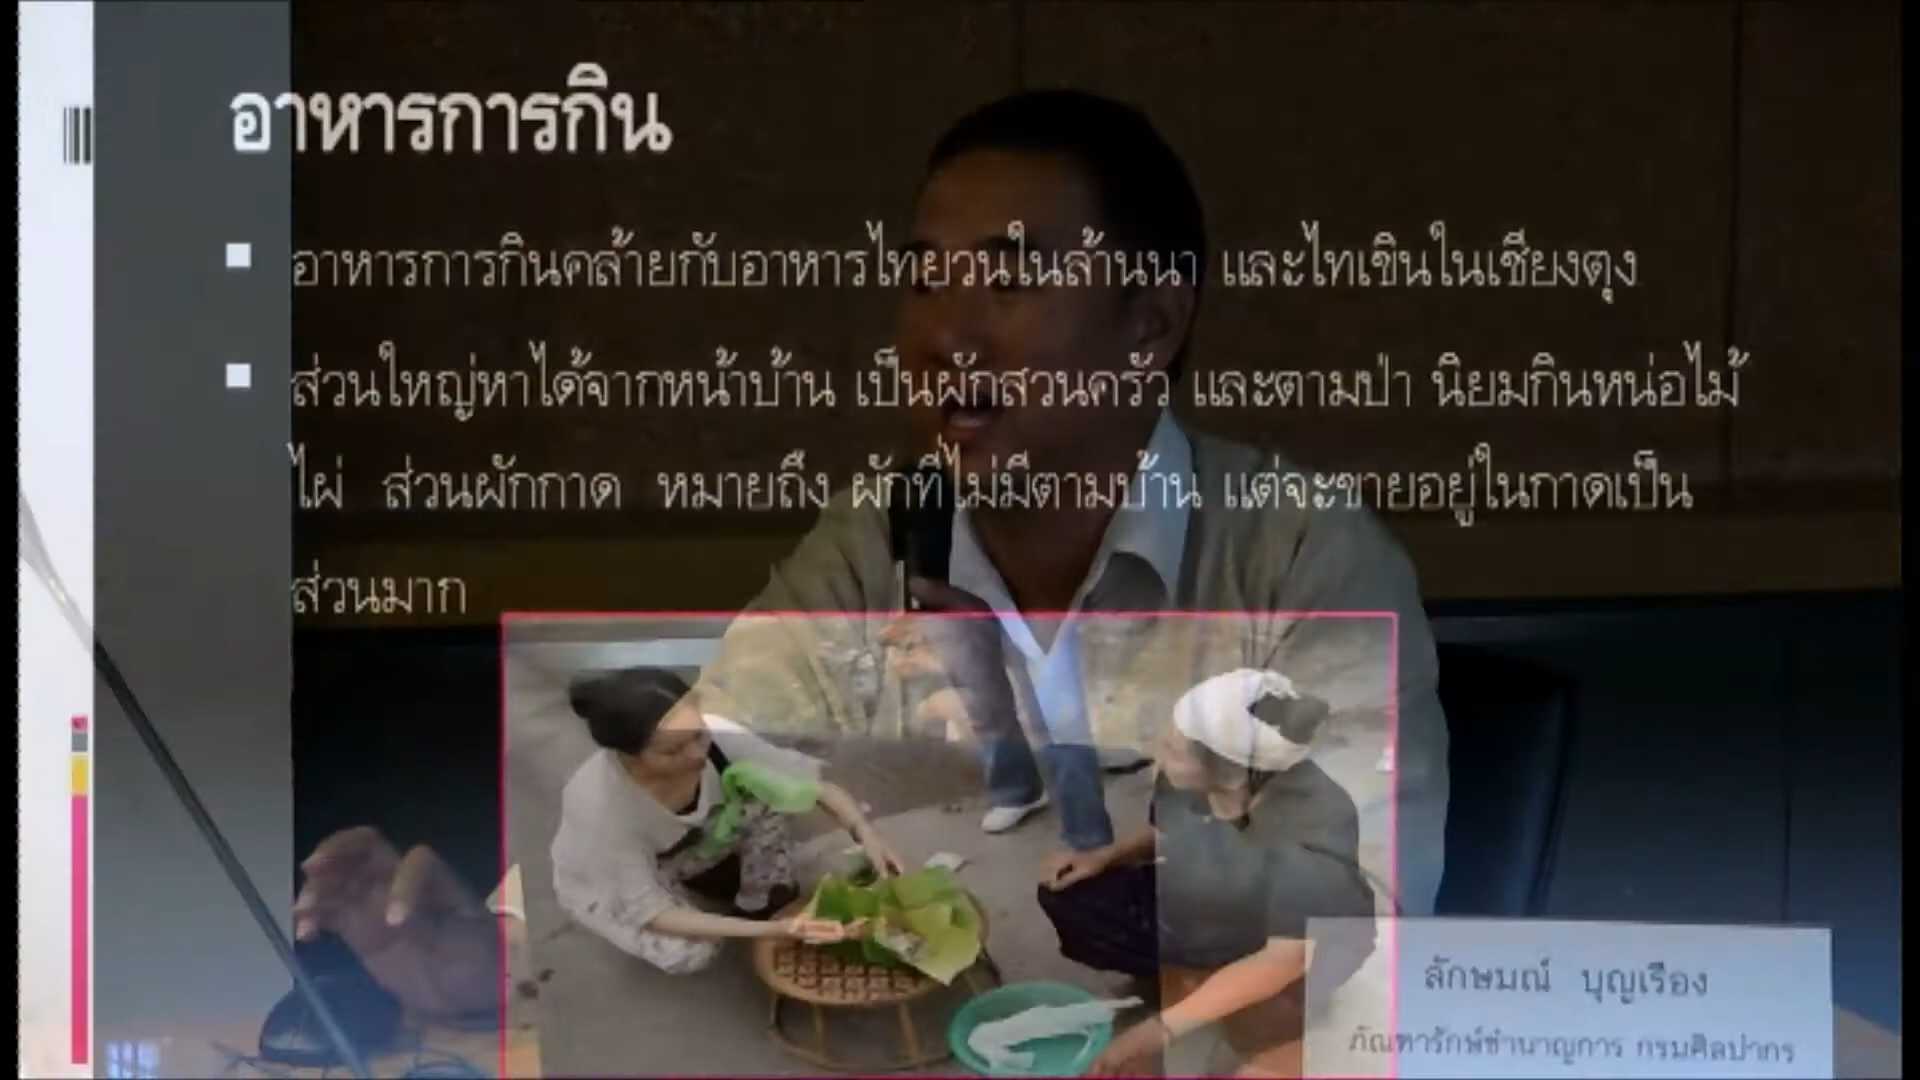 อาหารการกิน
อาหารการกินคล้ายกับอาหารไทยวนในล้านนา และไทเขินในเชียงตุง
ส่วนใหญ่หาได้จากหน้าบ้าน เป็นผักสวนครัว และตามป่า นิยมกินหน่อไม้
ไผ่ ส่วนผักกาด หมายถึง ผักที่ไม่มีตามบ้าน แต่จะขายอยู่ในกาดเป็น
ส่วนมาก
ลักษมณ์ บุญเรือง
ภัณฑารักษ์ชำนาญการ กรมศิลปากร